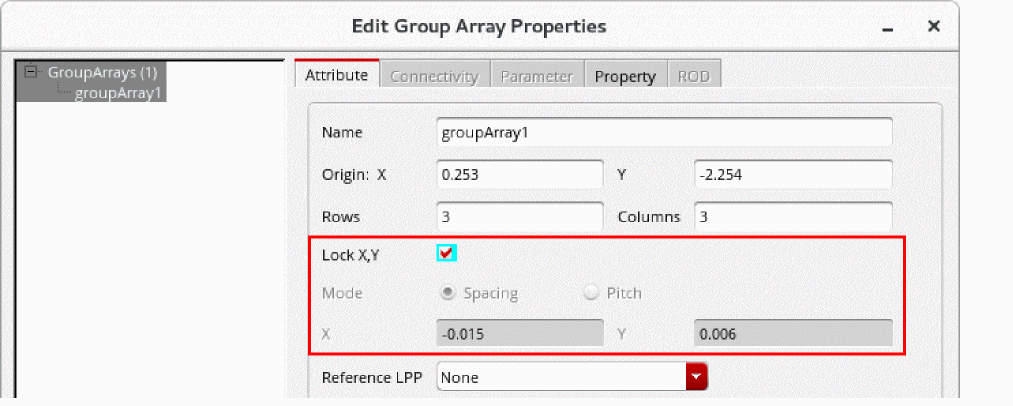 Edit Group Array Properties
GroupArrays (1)
groupArray1
Attribute Connectivity Parameter Property ROD
Name groupArray1
Origin: X 0.253 Y -2.254
Rows 3 Columns 3
Lock X,Y
Mode Spacing Pitch
X -0.015 Y 0.006
Reference LPP None